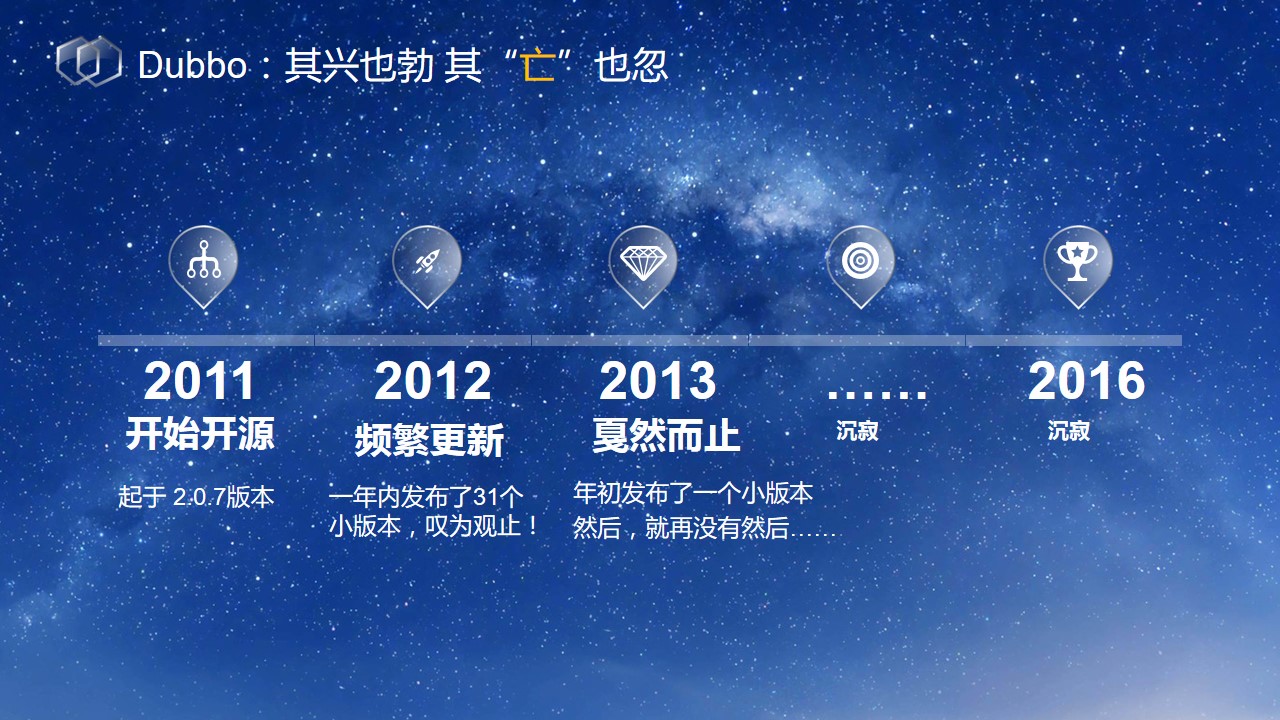 Dubbo：其兴也勃 其“亡”也忽
2011
开始开源
起于 2.0.7版本
2012
频繁更新
一年内发布了31个
小版本，叹为观止！
2013
戛然而止
年初发布了一个小版本
然后，就再没有然后……
……
沉寂
2016
沉寂